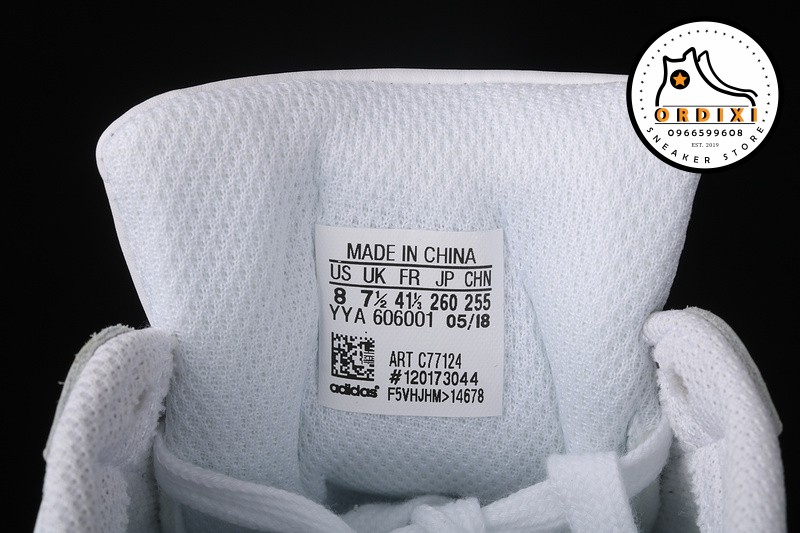 ORDIXI
0966599608
EST. 2019
SNEAKER STORE
MADE IN CHINA
US UK FR JP CHN
8 7½ 41⅓ 260 255
YYA 606001 05/18
ART C77124
#120173044
adidas F5VHJHM>14678